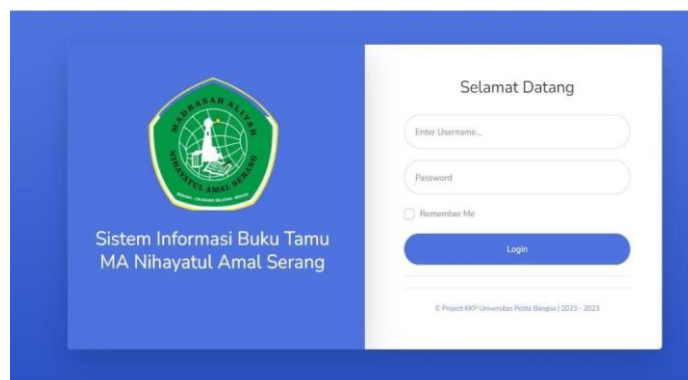 MADRASAH ALIYAH
NIHAYATUL AMAL SERANG
Sistem Informasi Buku Tamu
MA Nihayatul Amal Serang
Selamat Datang
Enter Username...
Password
Remember Me
Login
© Project KKP Universitas Pelita Bangsa | 2023 - 2023